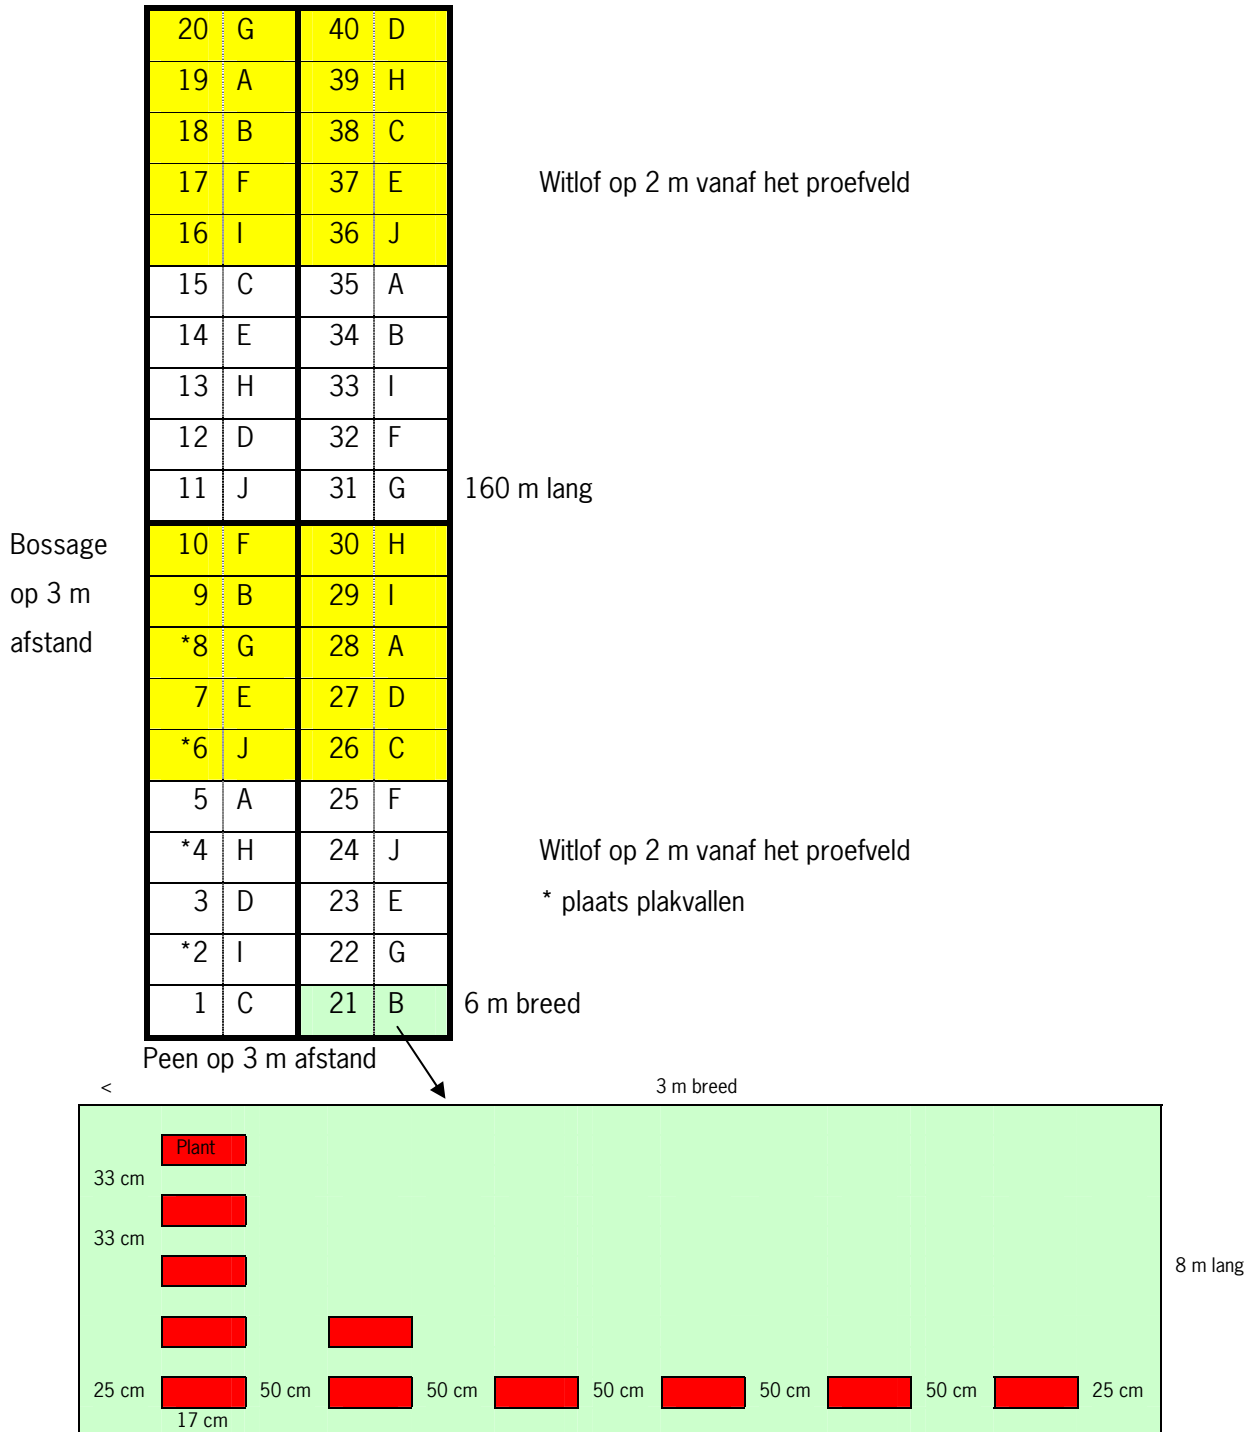 20 G 40 D
19 A 39 H
18 B 38 C
17 F 37 E Witlof op 2 m vanaf het proefveld
16 I 36 J
15 C 35 A
14 E 34 B
13 H 33 I
12 D 32 F
11 J 31 G 160 m lang
Bossage 10 F 30 H
op 3 m 9 B 29 I
afstand *8 G 28 A
7 E 27 D
*6 J 26 C
5 A 25 F
*4 H 24 J Witlof op 2 m vanaf het proefveld
3 D 23 E * plaats plakvallen
*2 I 22 G
1 C 21 B 6 m breed
Peen op 3 m afstand
< 3 m breed
Plant
33 cm
33 cm
8 m lang
25 cm 50 cm 50 cm 50 cm 50 cm 50 cm 25 cm
17 cm